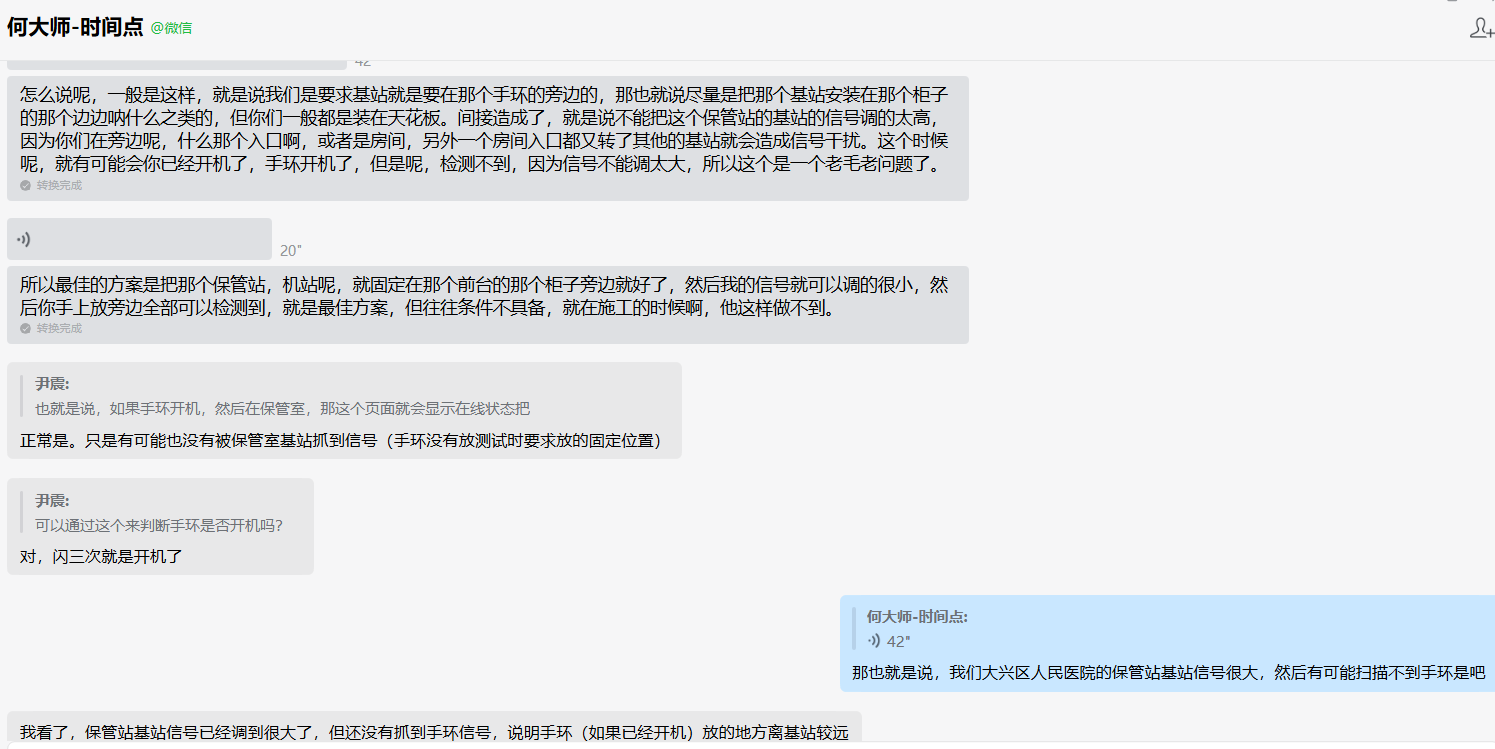 何大师-时间点 @微信
42"
怎么说呢，一般是这样，就是说我们是要求基站就是要在那个手环的旁边的，那也就说尽量是把那个基站安装在那个柜子
的那个边边呐什么之类的，但你们一般都是装在天花板。间接造成了，就是说不能把这个保管站的基站的信号调的太高，
因为你们在旁边呢，什么那个入口啊，或者是房间，另外一个房间入口都又转了其他的基站就会造成信号干扰。这个时候
呢，就有可能会你已经开机了，手环开机了，但是呢，检测不到，因为信号不能调太大，所以这个是一个老毛老问题了。
转换完成
20"
所以最佳的方案是把那个保管站，机站呢，就固定在那个前台的那个柜子旁边就好了，然后我的信号就可以调的很小，然
后你手上放旁边全部可以检测到，就是最佳方案，但往往条件不具备，就在施工的时候啊，他这样做不到。
转换完成
尹震:
也就是说，如果手环开机，然后在保管室，那这个页面就会显示在线状态把
正常是。只是有可能也没有被保管室基站抓到信号（手环没有放测试时要求放的固定位置）
尹震:
可以通过这个来判断手环是否开机吗?
对，闪三次就是开机了
何大师-时间点:
42"
那也就是说，我们大兴区人民医院的保管站基站信号很大，然后有可能扫描不到手环是吧
我看了，保管站基站信号已经调到很大了，但还没有抓到手环信号，说明手环（如果已经开机）放的地方离基站较远